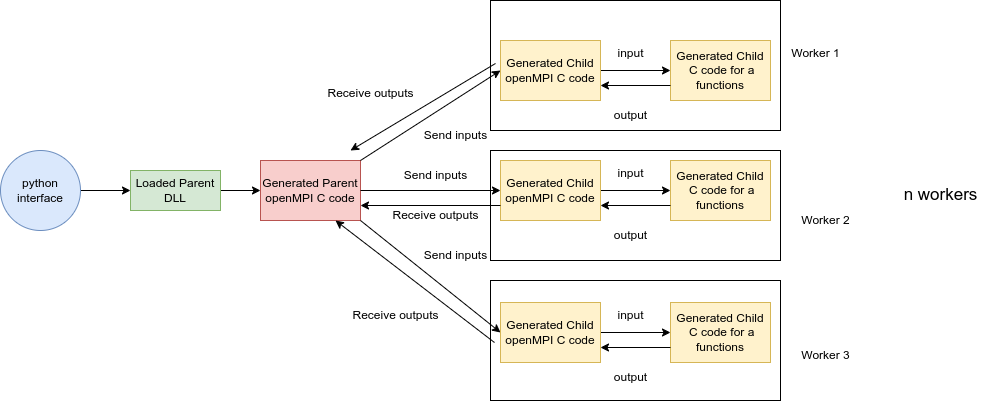 python
interface
Loaded Parent
DLL
Generated Parent
openMPI C code
Receive outputs
Send inputs
Send inputs
Receive outputs
Send inputs
Receive outputs
Generated Child
openMPI C code
input
output
Generated Child
C code for a
functions
Worker 1
Generated Child
openMPI C code
input
output
Generated Child
C code for a
functions
Worker 2
Generated Child
openMPI C code
input
output
Generated Child
C code for a
functions
Worker 3
n workers